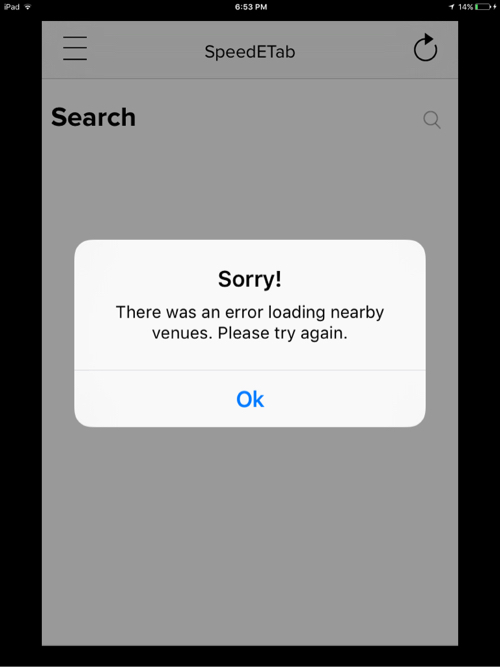 iPad 6:53 PM 14%
SpeedETab
Search
Sorry!
There was an error loading nearby
venues. Please try again.
Ok